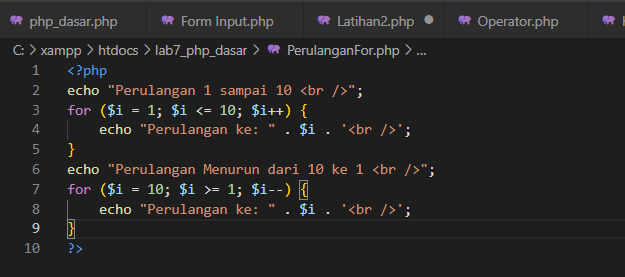 php_dasar.php Form Input.php Latihan2.php Operator.php
C: > xampp > htdocs > lab7_php_dasar > PerulanganFor.php > ...
1 <?php
2 echo "Perulangan 1 sampai 10 <br />";
3 for ($i = 1; $i <= 10; $i++) {
4     echo "Perulangan ke: " . $i . '<br />';
5 }
6 echo "Perulangan Menurun dari 10 ke 1 <br />";
7 for ($i = 10; $i >= 1; $i--) {
8     echo "Perulangan ke: " . $i . '<br />';
9 }
10 ?>